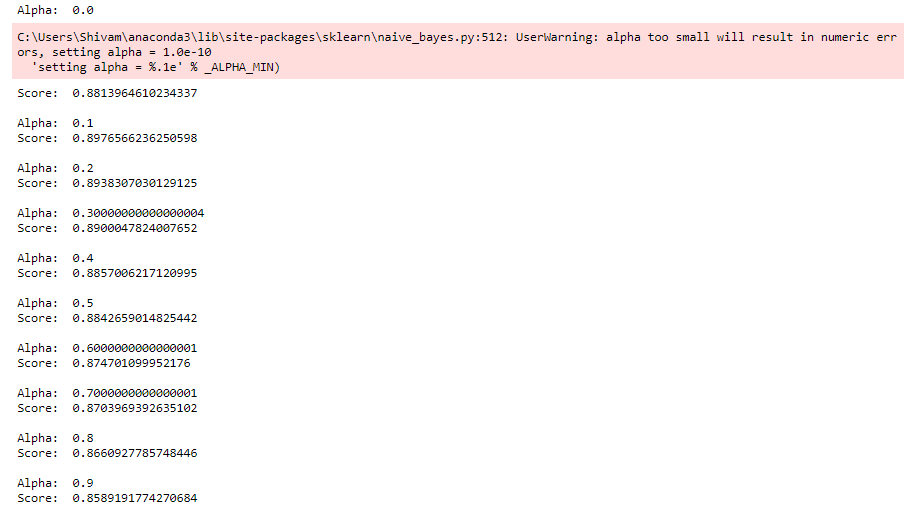 Alpha:  0.0
C:\Users\Shivam\anaconda3\lib\site-packages\sklearn\naive_bayes.py:512: UserWarning: alpha too small will result in numeric err
ors, setting alpha = 1.0e-10
  'setting alpha = %.1e' % _ALPHA_MIN)
Score:  0.8813964610234337
Alpha:  0.1
Score:  0.8976566236250598
Alpha:  0.2
Score:  0.8938307030129125
Alpha:  0.30000000000000004
Score:  0.8900047824007652
Alpha:  0.4
Score:  0.8857006217120995
Alpha:  0.5
Score:  0.8842659014825442
Alpha:  0.6000000000000001
Score:  0.874701099952176
Alpha:  0.7000000000000001
Score:  0.8703969392635102
Alpha:  0.8
Score:  0.8660927785748446
Alpha:  0.9
Score:  0.8589191774270684